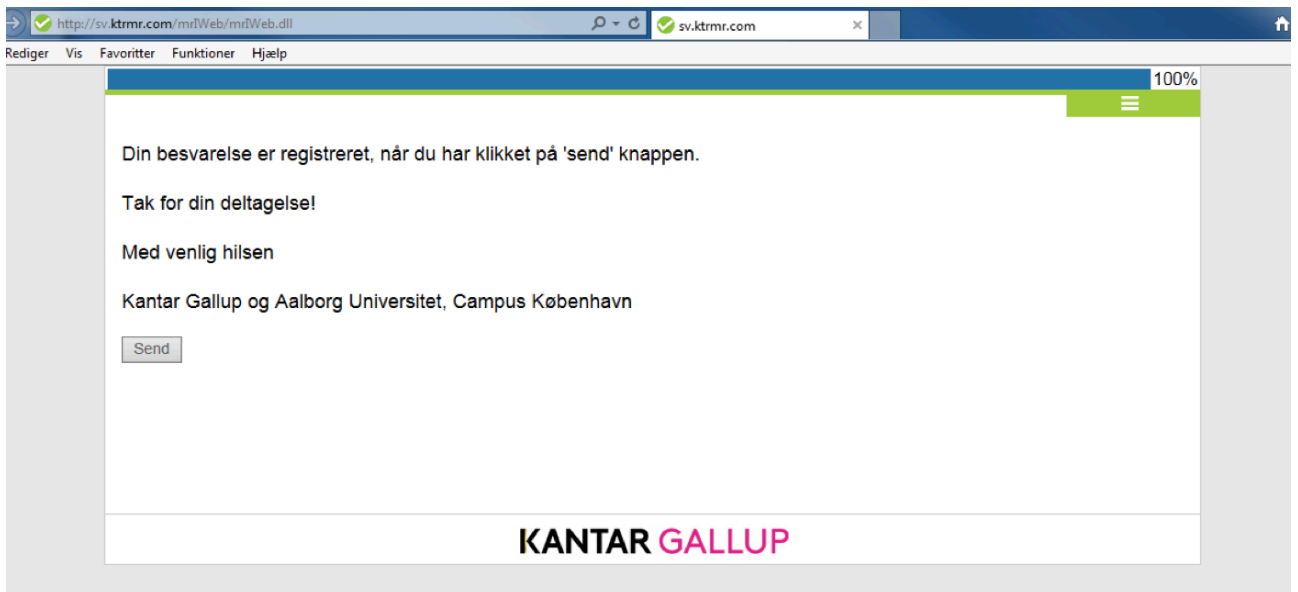 http://sv.ktrmr.com/mrIWeb/mrIWeb.dll
sv.ktrmr.com
Rediger Vis Favoritter Funktioner Hjælp
100%
Din besvarelse er registreret, når du har klikket på 'send' knappen.
Tak for din deltagelse!
Med venlig hilsen
Kantar Gallup og Aalborg Universitet, Campus København
Send
KANTAR GALLUP